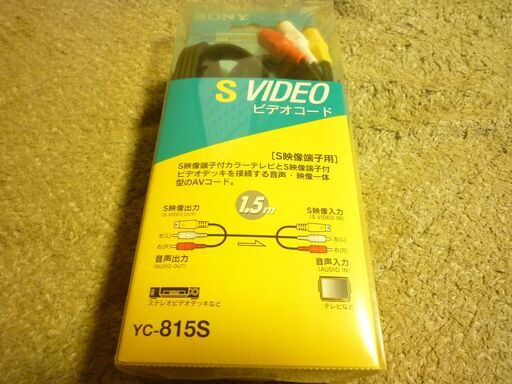 SONY
S VIDEO
ビデオコード
[S映像端子用]
S映像端子付カラーテレビとS映像端子付
ビデオデッキを接続する音声・映像一体
型のAVコード。
1.5m
S映像出力
(S VIDEO OUT)
左(L)
右(R)
音声出力
(AUDIO OUT)
S映像入力
(S VIDEO IN)
左(L)
右(R)
音声入力
(AUDIO IN)
ステレオビデオデッキなど
テレビなど
YC-815S